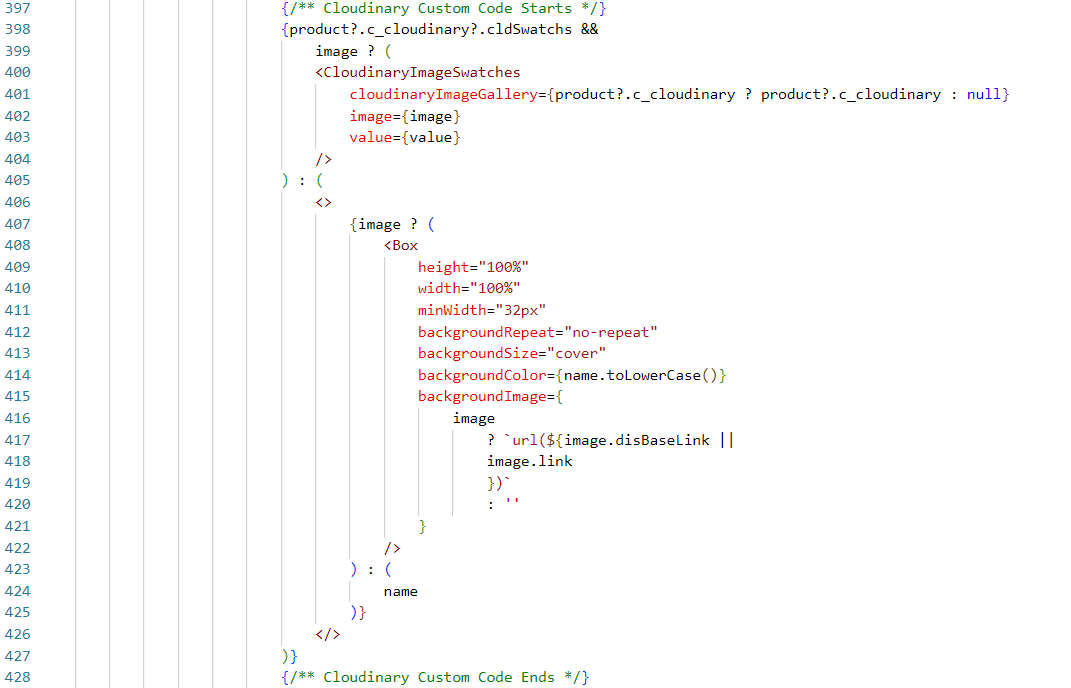 397 {/** Cloudinary Custom Code Starts */}
398 {product?.c_cloudinary?.cldSwatchs &&
399 image ? (
400 <CloudinaryImageSwatches
401 cloudinaryImageGallery={product?.c_cloudinary ? product?.c_cloudinary : null}
402 image={image}
403 value={value}
404 />
405 ) : (
406 <>
407 {image ? (
408 <Box
409 height="100%"
410 width="100%"
411 minWidth="32px"
412 backgroundRepeat="no-repeat"
413 backgroundSize="cover"
414 backgroundColor={name.toLowerCase()}
415 backgroundImage={
416 image
417 ? `url(${image.disBaseLink ||
418 image.link
419 })`
420 : ''
421 }
422 />
423 ) : (
424 name
425 )}
426 </>
427 )}
428 {/** Cloudinary Custom Code Ends */}